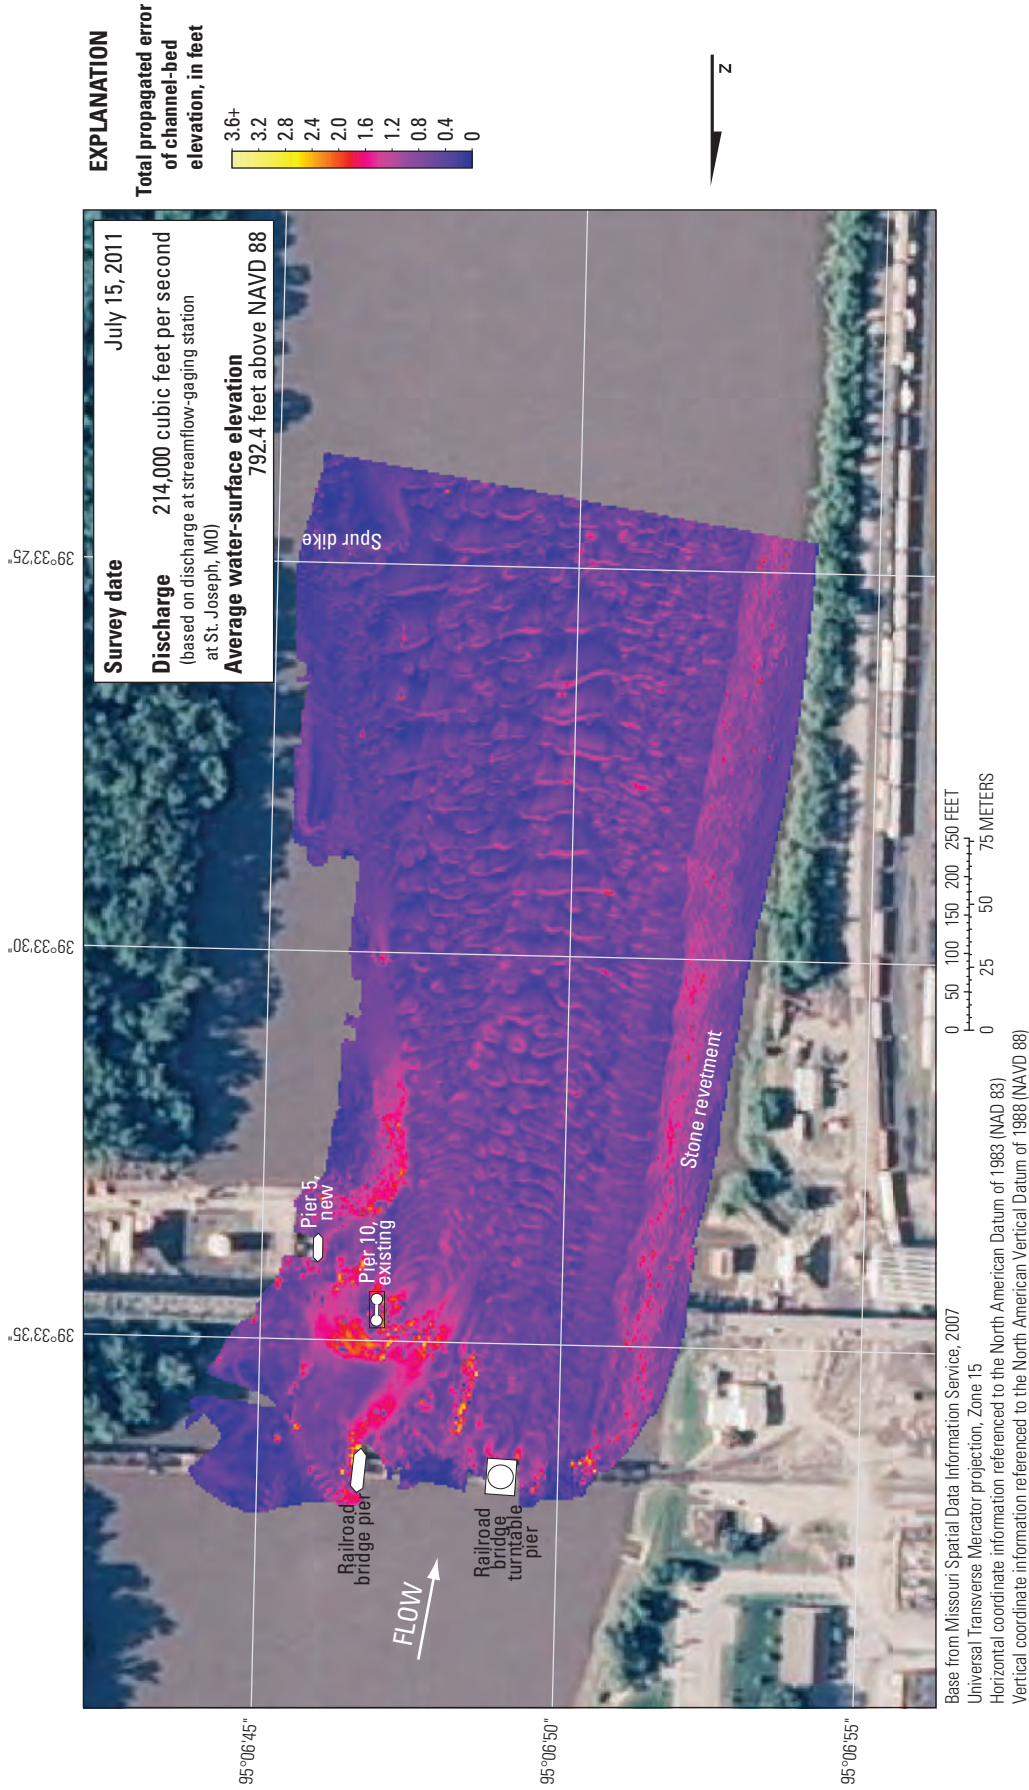 EXPLANATION
Total propagated error
of channel-bed
elevation, in feet
3.6+
3.2
2.8
2.4
2.0
1.6
1.2
0.8
0.4
0
N
Survey date July 15, 2011
Discharge 214,000 cubic feet per second
(based on discharge at streamflow-gaging station
at St. Joseph, MO)
Average water-surface elevation
792.4 feet above NAVD 88
39°33'35"
39°33'30"
39°33'25"
95°06'45"
95°06'50"
95°06'55"
Spur dike
Pier 5,
new
Pier 10,
existing
Stone revetment
Railroad
bridge pier
Railroad
bridge
turntable
pier
FLOW
0 50 100 150 200 250 FEET
0 25 50 75 METERS
Base from Missouri Spatial Data Information Service, 2007
Universal Transverse Mercator projection, Zone 15
Horizontal coordinate information referenced to the North American Datum of 1983 (NAD 83)
Vertical coordinate information referenced to the North American Vertical Datum of 1988 (NAVD 88)